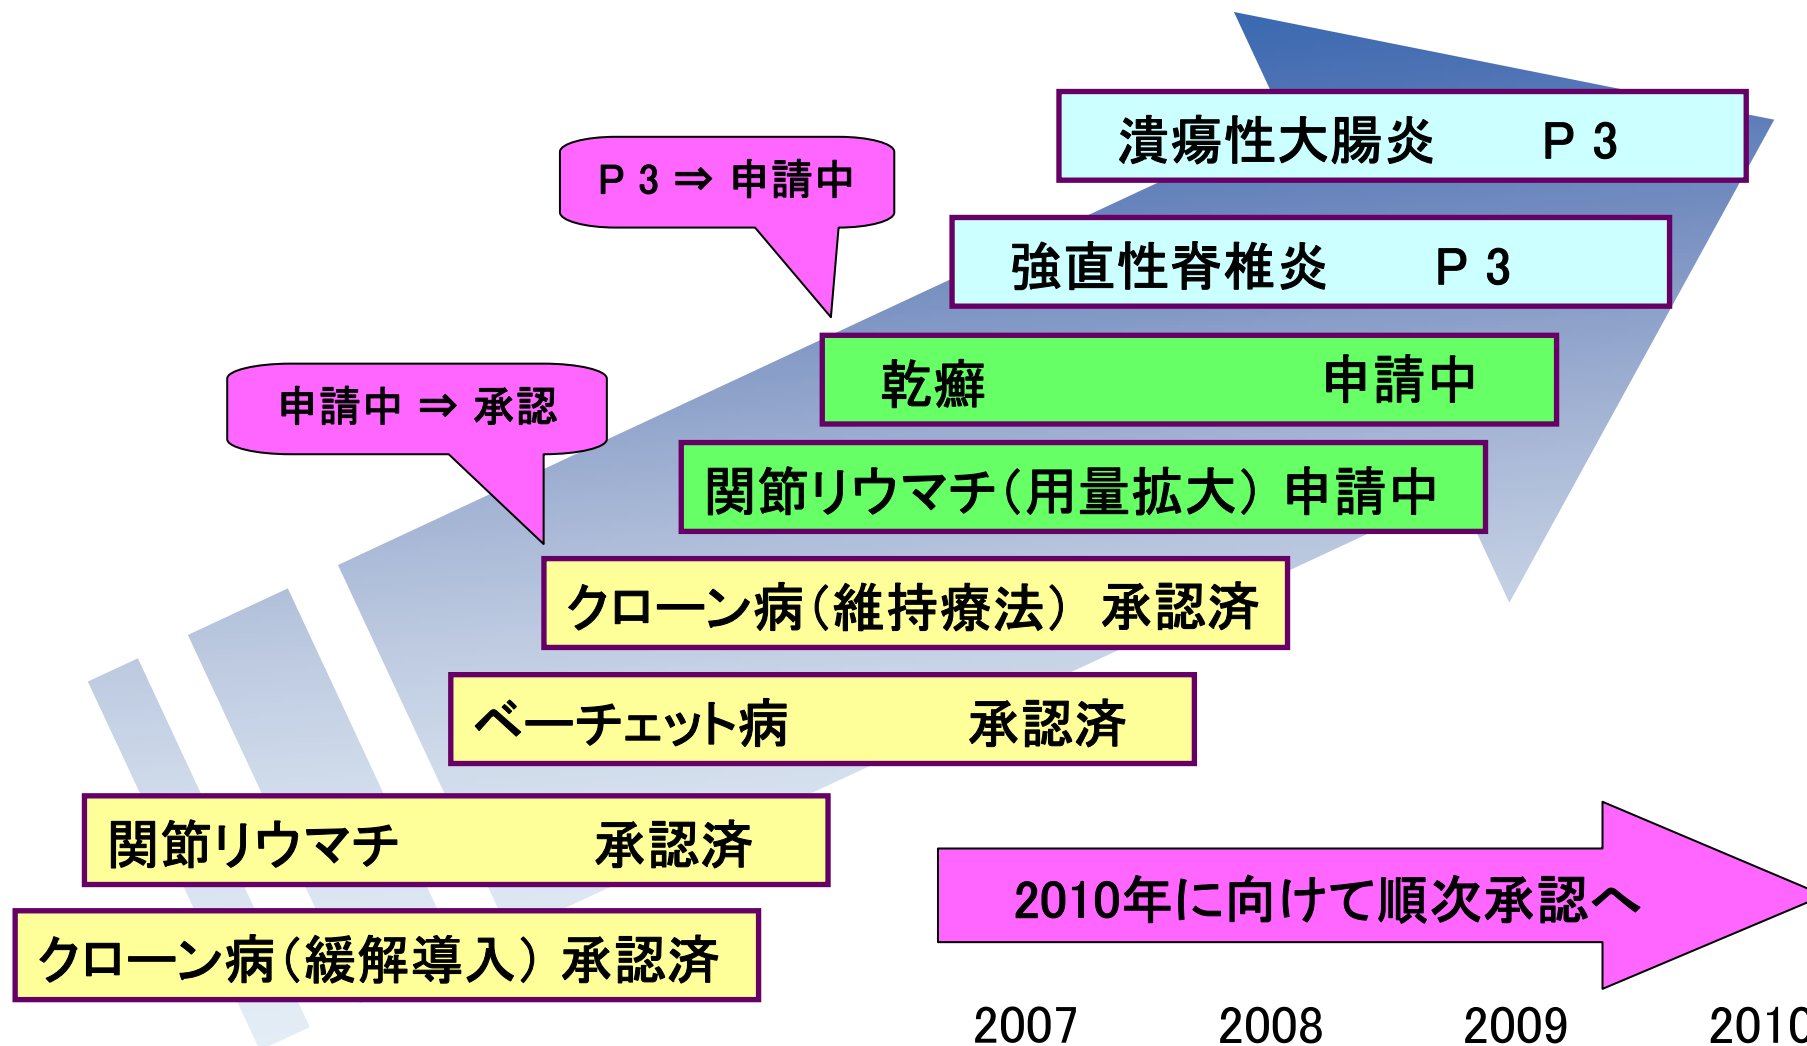 潰瘍性大腸炎 P 3
P 3 ⇒ 申請中
強直性脊椎炎 P 3
乾癬 申請中
申請中 ⇒ 承認
関節リウマチ（用量拡大） 申請中
クローン病（維持療法） 承認済
ベーチェット病 承認済
関節リウマチ 承認済
2010年に向けて順次承認へ
クローン病（緩解導入） 承認済
2007 2008 2009 2010